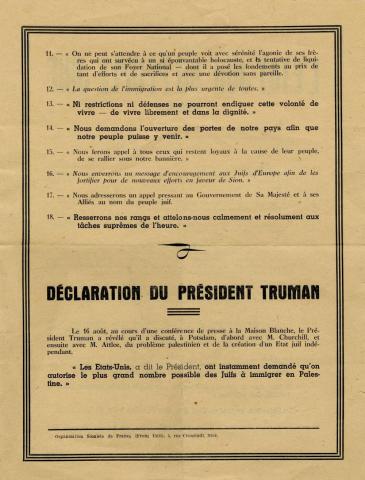 11. — « On ne peut s'attendre à ce qu'un peuple voit avec sérénité l'agonie de ses frè-
res qui ont survécu à un si épouvantable holocauste, et la tentative de liqui-
dation de son Foyer National — dont il a posé les fondements au prix de
tant d'efforts et de sacrifices et avec une dévotion sans pareille.
12. — « La question de l'immigration est la plus urgente de toutes. »
13. — « Ni restrictions ni défenses ne pourront endiguer cette volonté de
vivre — de vivre librement et dans la dignité. »
14. — « Nous demandons l'ouverture des portes de notre pays afin que
notre peuple puisse y venir. »
15. — « Nous ferons appel à tous ceux qui restent loyaux à la cause de leur peuple,
de se rallier sous notre bannière. »
16. — « Nous enverrons un message d'encouragement aux Juifs d'Europe afin de les
fortifier pour de nouveaux efforts en faveur de Sion. »
17. — « Nous adresserons un appel pressant au Gouvernement de Sa Majesté et à ses
Alliés au nom du peuple juif.
18. — « Resserrons nos rangs et attelons-nous calmement et résolument aux
tâches suprêmes de l'heure. »
DÉCLARATION DU PRÉSIDENT TRUMAN
Le 16 août, au cours d'une conférence de presse à la Maison Blanche, le Pré-
sident Truman a révélé qu'il a discuté, à Potsdam, d'abord avec M. Churchill, et
ensuite avec M. Attlee, du problème palestinien et de la création d'un Etat juif indé-
pendant.
« Les Etats-Unis, a dit le Président, ont instamment demandé qu'on
autorise le plus grand nombre possible des Juifs à immigrer en Pales-
tine. »
Organisation Sioniste de France, 5, rue